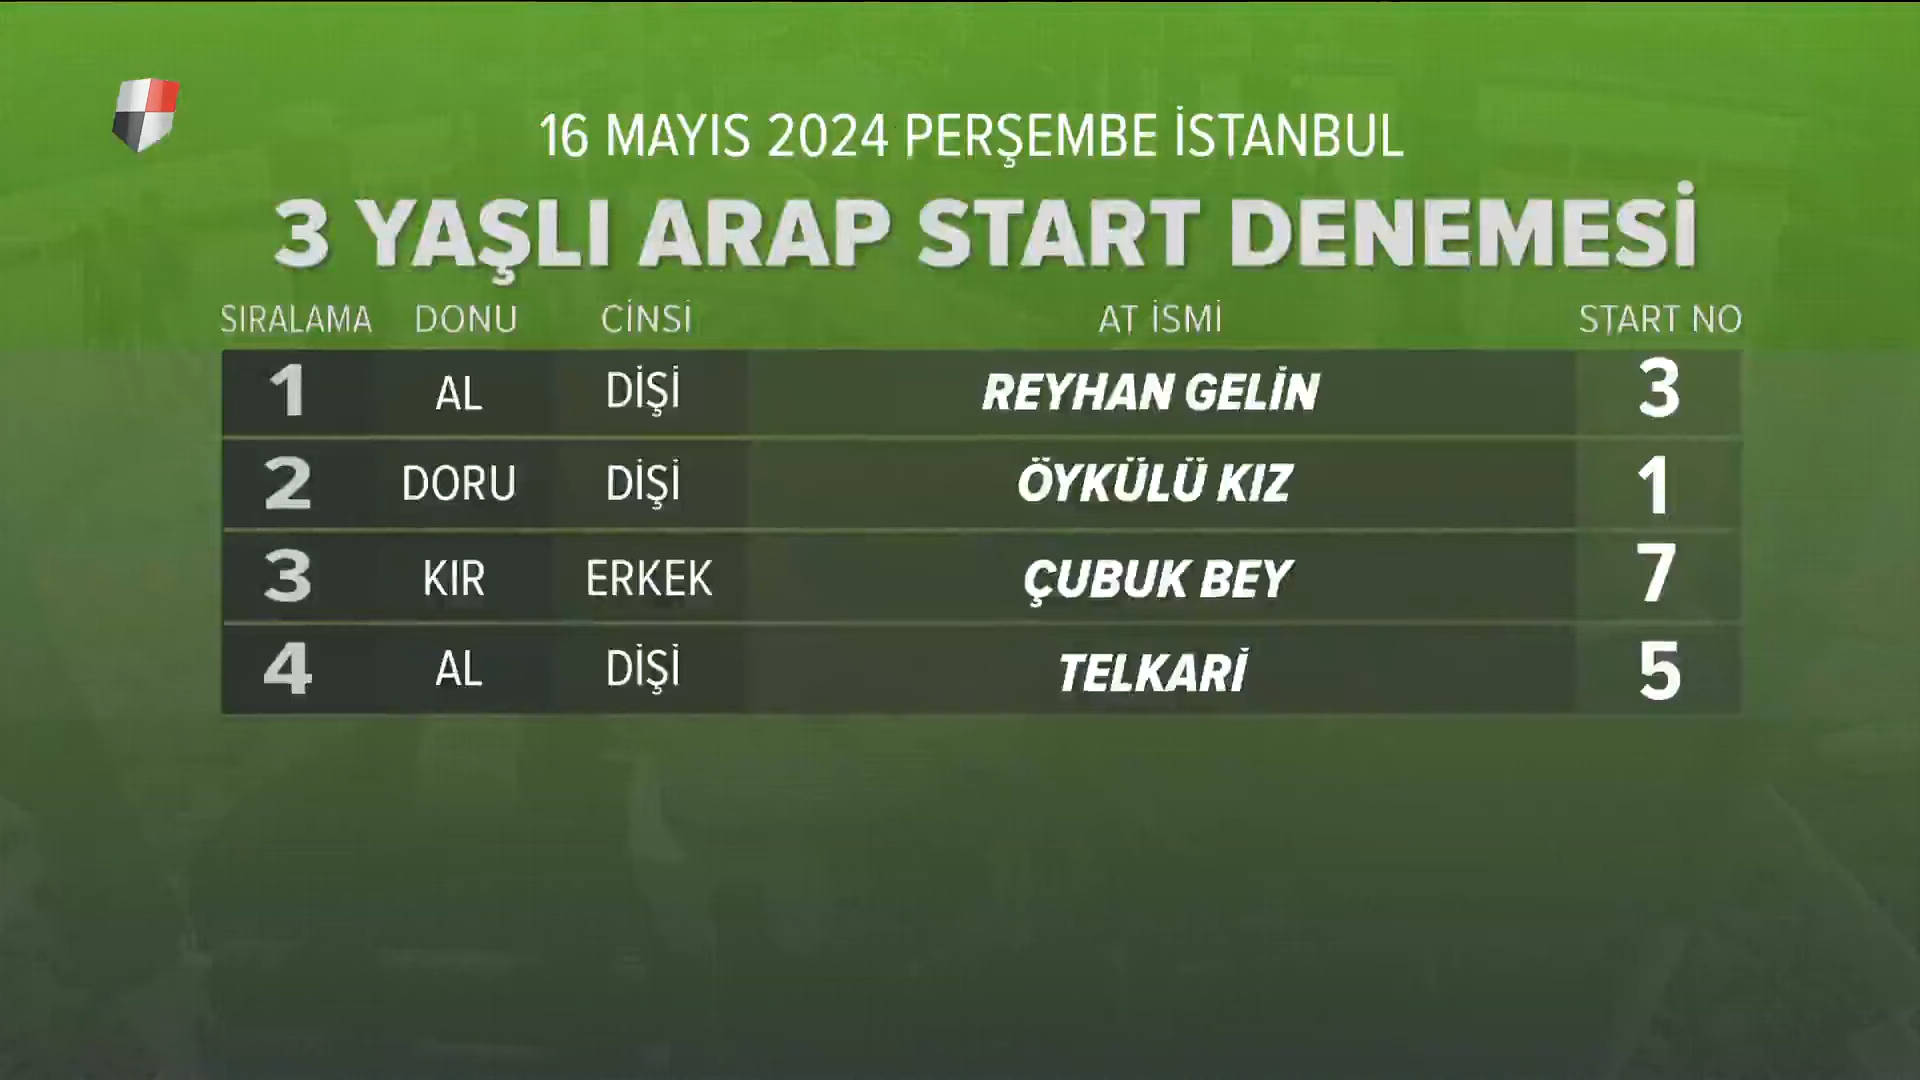 16 MAYIS 2024 PERŞEMBE İSTANBUL
3 YAŞLI ARAP START DENEMESİ
SIRALAMA DONU CİNSİ AT İSMİ START NO
1 AL DİŞİ REYHAN GELİN 3
2 DORU DİŞİ ÖYKÜLÜ KIZ 1
3 KIR ERKEK ÇUBUK BEY 7
4 AL DİŞİ TELKARİ 5